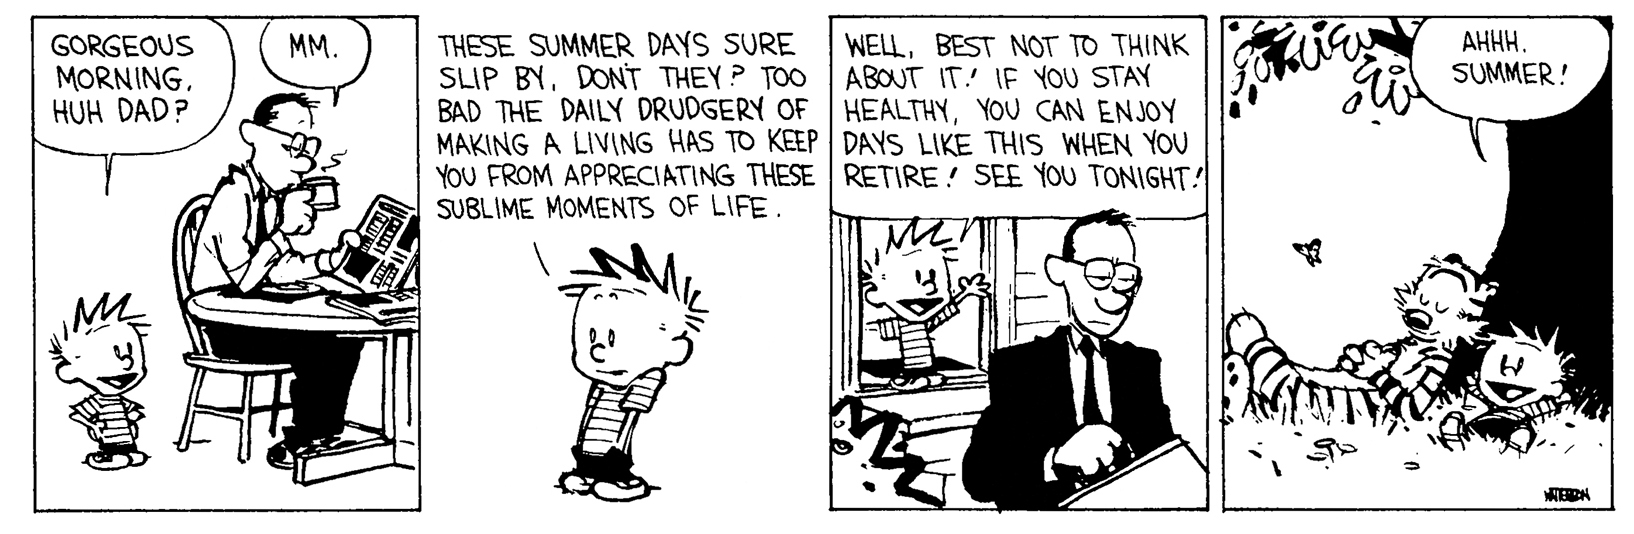 GORGEOUS
MORNING,
HUH DAD?
MM.
THESE SUMMER DAYS SURE
SLIP BY, DON'T THEY? TOO
BAD THE DAILY DRUDGERY OF
MAKING A LIVING HAS TO KEEP
YOU FROM APPRECIATING THESE
SUBLIME MOMENTS OF LIFE.
WELL, BEST NOT TO THINK
ABOUT IT! IF YOU STAY
HEALTHY, YOU CAN ENJOY
DAYS LIKE THIS WHEN YOU
RETIRE! SEE YOU TONIGHT!
AHHH.
SUMMER!
WATTERSON